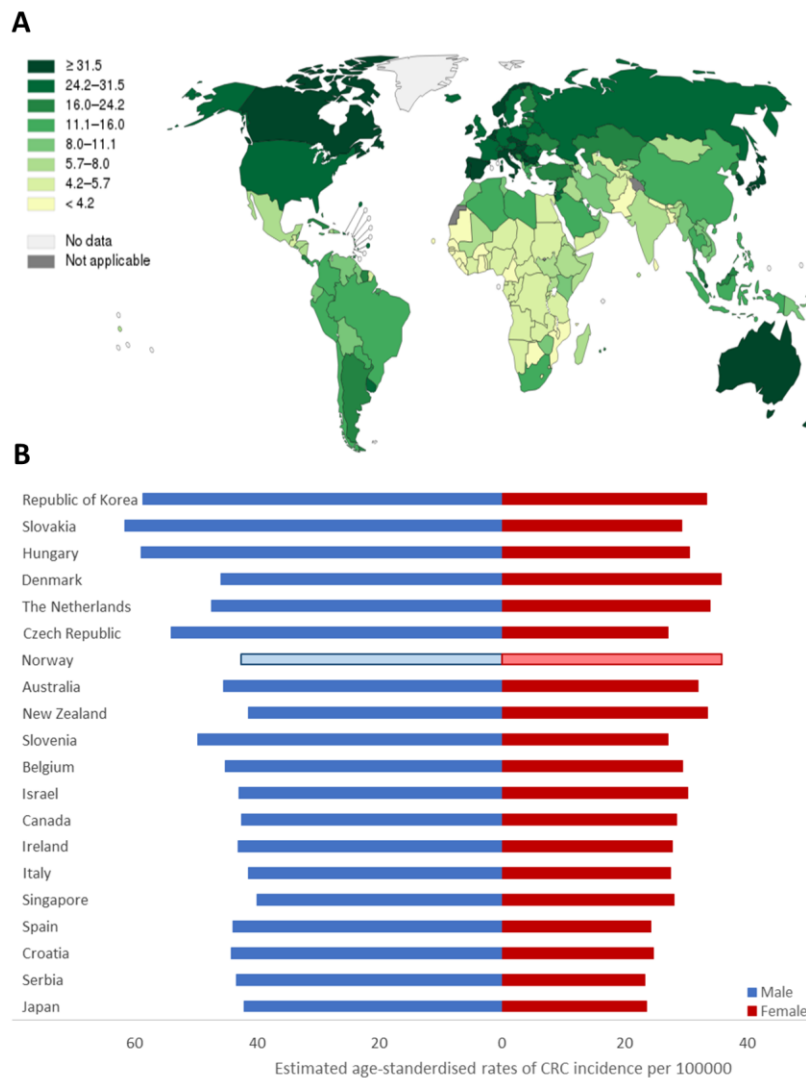 A
≥ 31.5
24.2–31.5
16.0–24.2
11.1–16.0
8.0–11.1
5.7–8.0
4.2–5.7
< 4.2
No data
Not applicable
B
Republic of Korea
Slovakia
Hungary
Denmark
The Netherlands
Czech Republic
Norway
Australia
New Zealand
Slovenia
Belgium
Israel
Canada
Ireland
Italy
Singapore
Spain
Croatia
Serbia
Japan
Male
Female
60 40 20 0 20 40
Estimated age-standerdised rates of CRC incidence per 100000